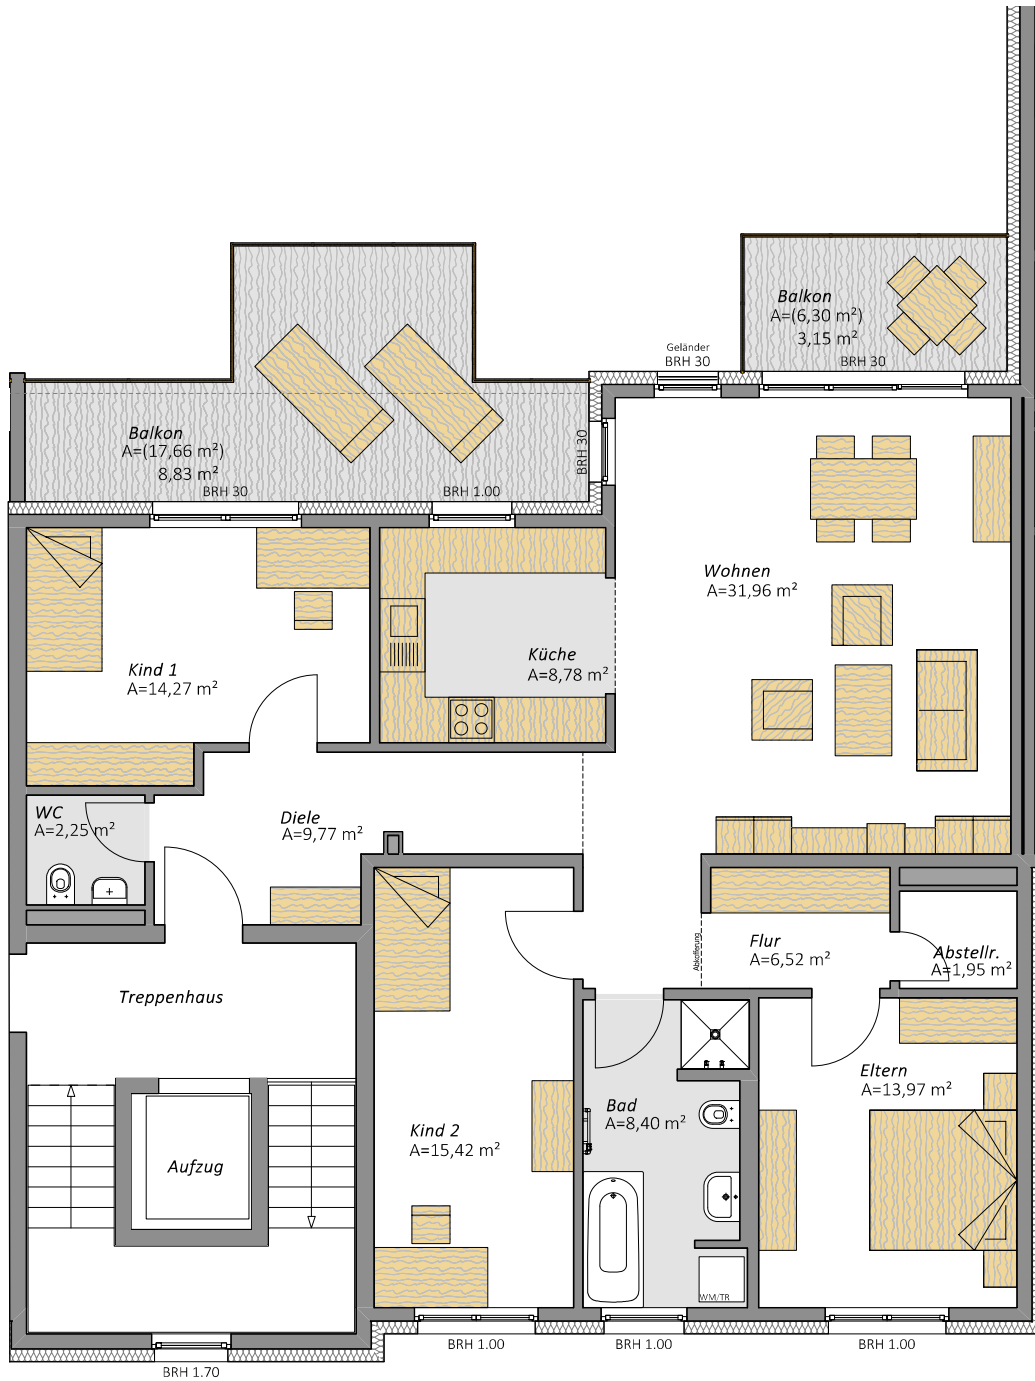 Balkon
A=(6,30 m²)
3,15 m²
Geländer
BRH 30
BRH 30
Balkon
A=(17,66 m²)
8,83 m²
BRH 30
BRH 1.00
BRH 30
Wohnen
A=31,96 m²
Küche
A=8,78 m²
Kind 1
A=14,27 m²
WC
A=2,25 m²
Diele
A=9,77 m²
Abkofferung
Flur
A=6,52 m²
Abstellr.
A=1,95 m²
Treppenhaus
Eltern
A=13,97 m²
Bad
A=8,40 m²
Kind 2
A=15,42 m²
Aufzug
WM/TR
BRH 1.00
BRH 1.00
BRH 1.00
BRH 1.70